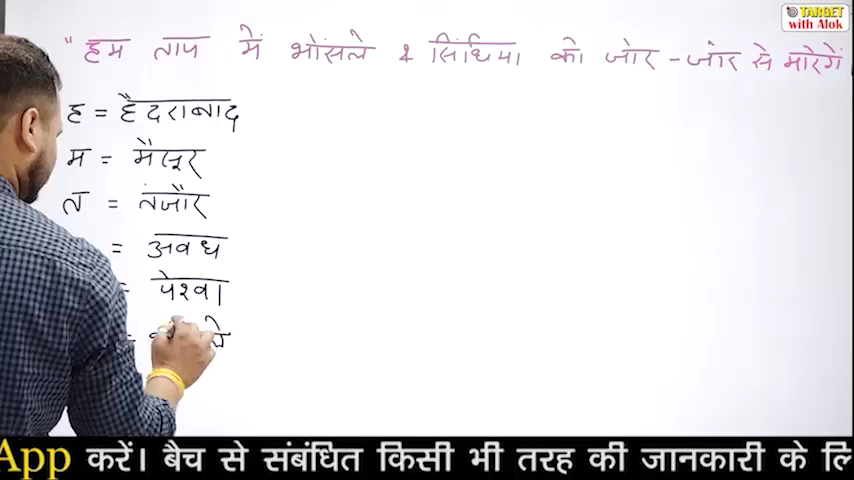 TARGET
with Alok
" हम ताप में भोंसले & सिंधिया को जोर - जोर से मारेगें
ह = हैदराबाद
म = मैसूर
त = तंजौर
= अवध
= पेश्वा
=
App करें। बैच से संबंधित किसी भी तरह की जानकारी के लि